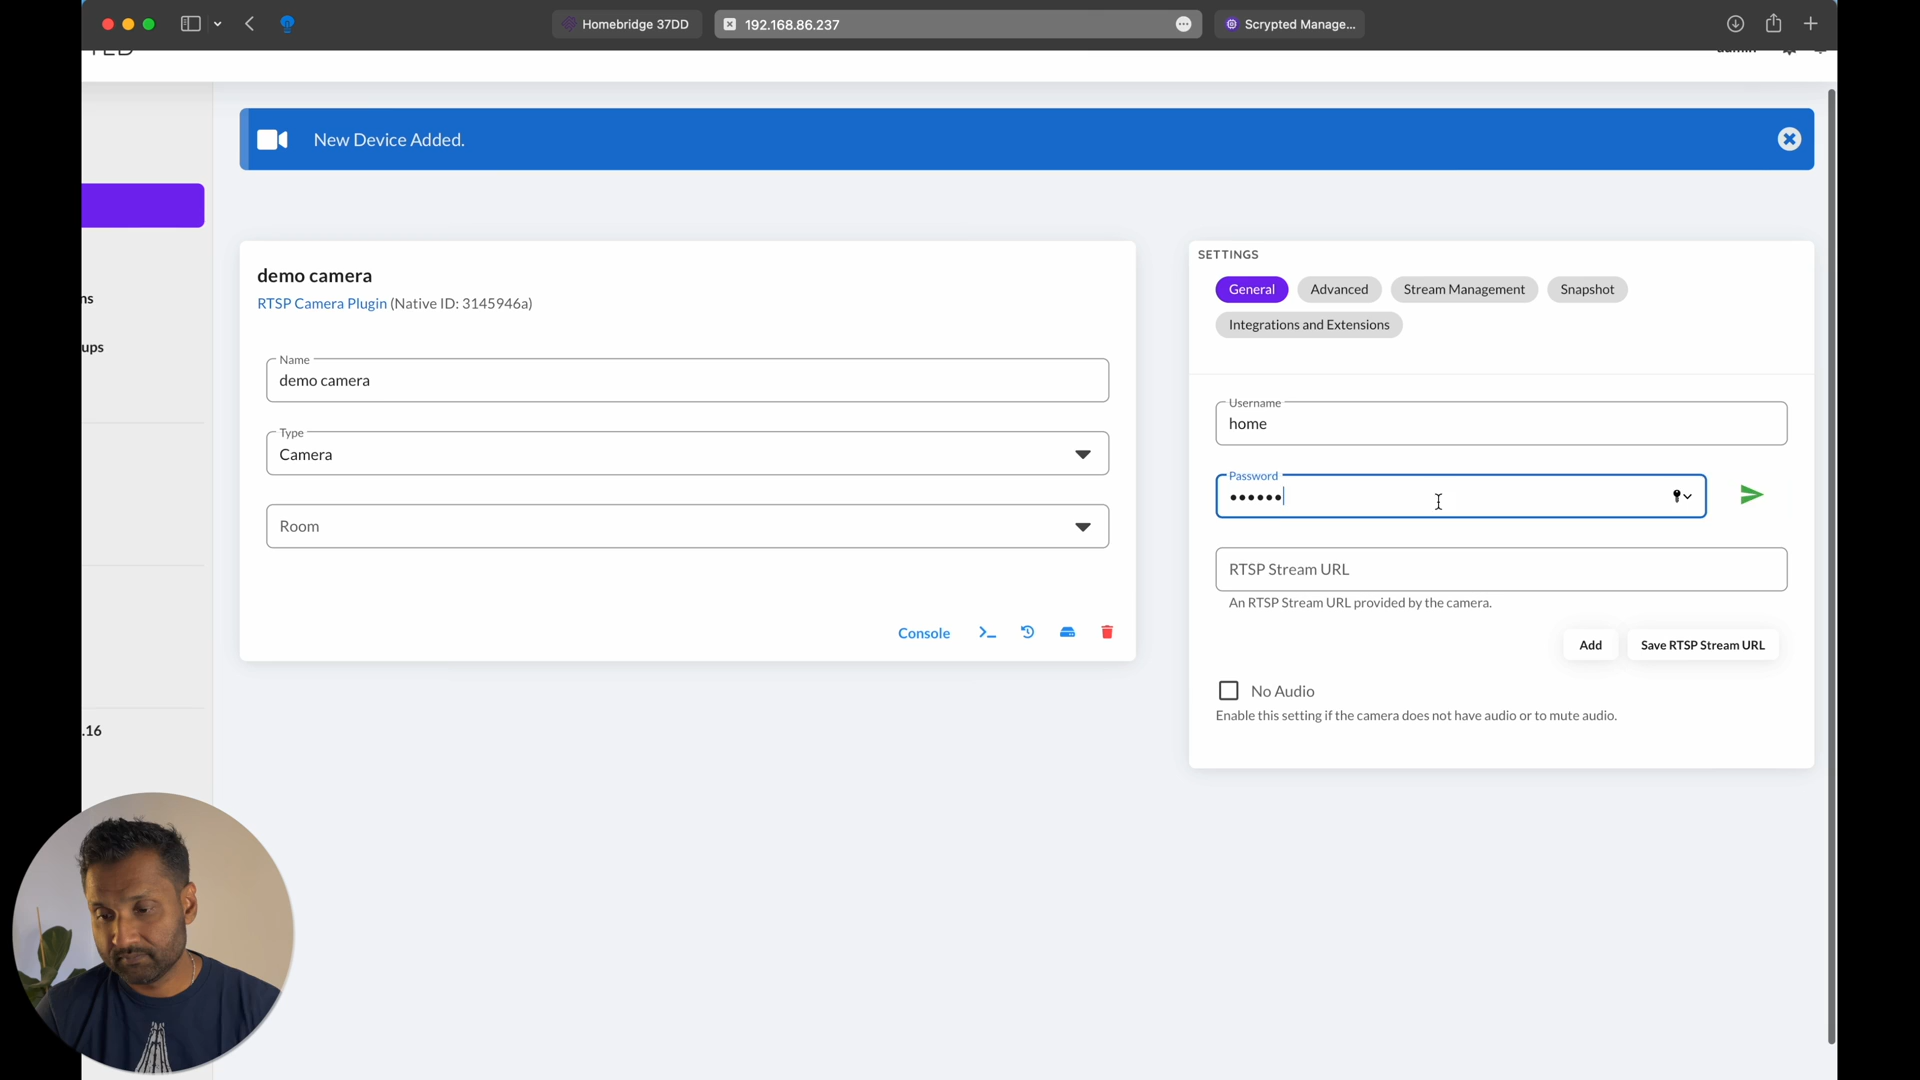 Homebridge 37DD
192.168.86.237
Scrypted Manage...
New Device Added.
ns
ups
.16
demo camera
RTSP Camera Plugin (Native ID: 3145946a)
Name
demo camera
Type
Camera
Room
Console
SETTINGS
General
Advanced
Stream Management
Snapshot
Integrations and Extensions
Username
home
Password
••••••
RTSP Stream URL
An RTSP Stream URL provided by the camera.
Add
Save RTSP Stream URL
No Audio
Enable this setting if the camera does not have audio or to mute audio.